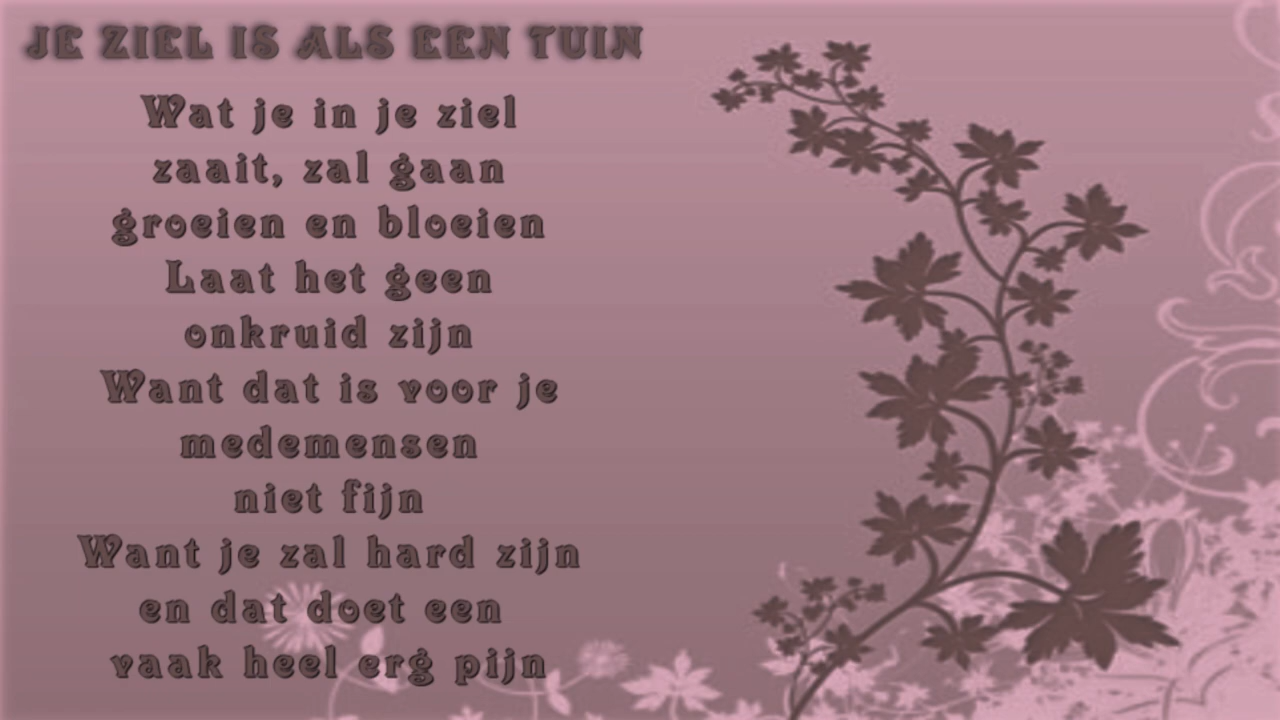 JE ZIEL IS ALS EEN TUIN
Wat je in je ziel
zaait, zal gaan
groeien en bloeien
Laat het geen
onkruid zijn
Want dat is voor je
medemensen
niet fijn
Want je zal hard zijn
en dat doet een
vaak heel erg pijn